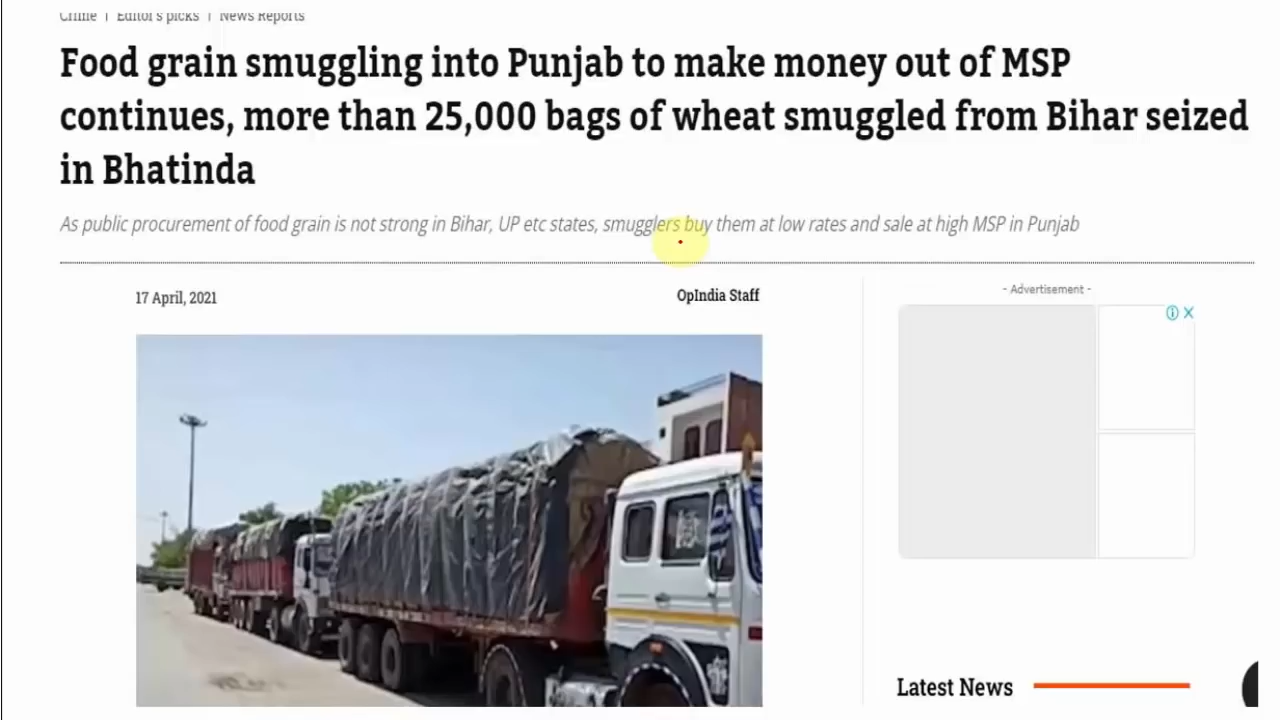 Crime | Editor's picks | News Reports
Food grain smuggling into Punjab to make money out of MSP
continues, more than 25,000 bags of wheat smuggled from Bihar seized
in Bhatinda
As public procurement of food grain is not strong in Bihar, UP etc states, smugglers buy them at low rates and sale at high MSP in Punjab
17 April, 2021
OpIndia Staff
- Advertisement -
Latest News